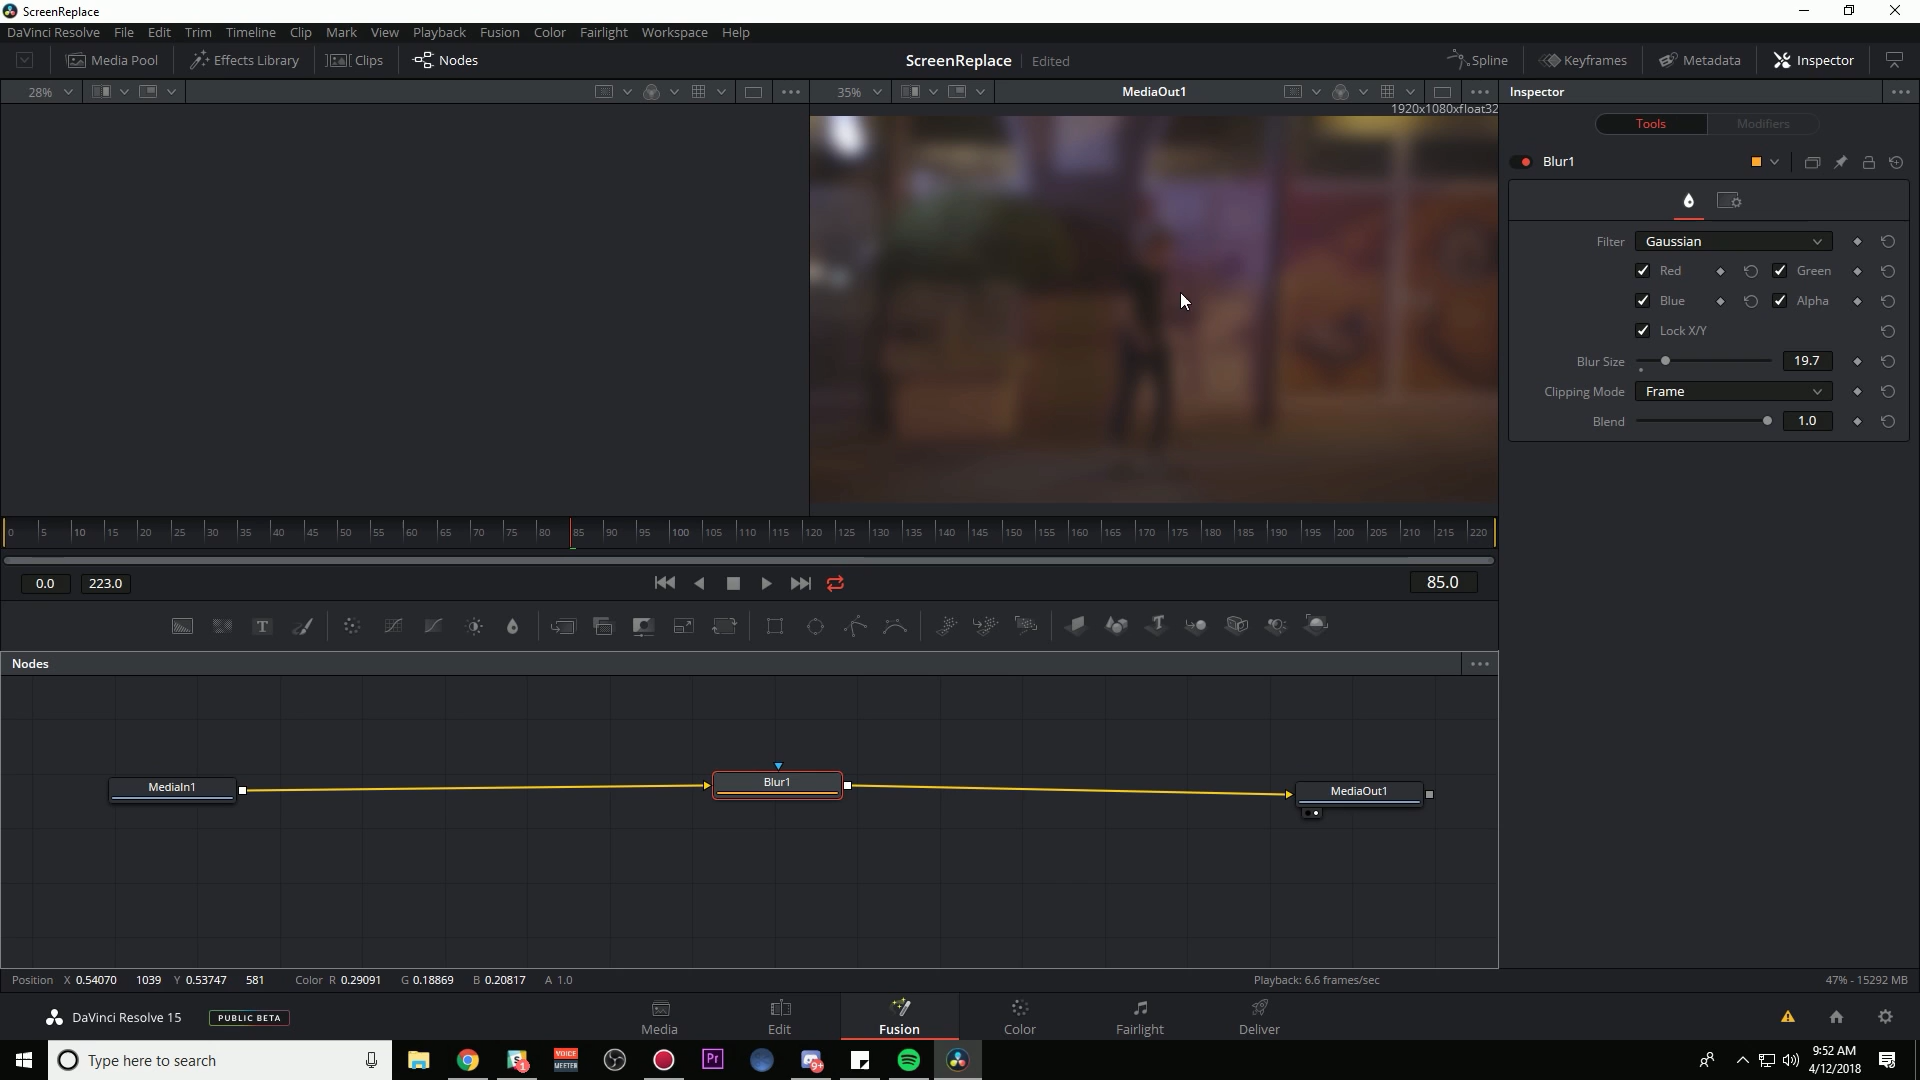 ScreenReplace
DaVinci Resolve File Edit Trim Timeline Clip Mark View Playback Fusion Color Fairlight Workspace Help
Media Pool Effects Library Clips Nodes ScreenReplace Edited Spline Keyframes Metadata Inspector
28% 35% MediaOut1 Inspector
1920x1080xfloat32
Tools Modifiers
Blur1
Filter Gaussian
Red Green
Blue Alpha
Lock X/Y
Blur Size 19.7
Clipping Mode Frame
Blend 1.0
0 5 10 15 20 25 30 35 40 45 50 55 60 65 70 75 80 85 90 95 100 105 110 115 120 125 130 135 140 145 150 155 160 165 170 175 180 185 190 195 200 205 210 215 220
0.0 223.0 85.0
Nodes
MediaIn1 Blur1 MediaOut1
Position X 0.54070 1039 Y 0.53747 581 Color R 0.29091 G 0.18869 B 0.20817 A 1.0 Playback: 6.6 frames/sec 47% - 15292 MB
DaVinci Resolve 15 PUBLIC BETA Media Edit Fusion Color Fairlight Deliver
Type here to search 1 VOICE MEETER Pr 9+ 9:52 AM
4/12/2018